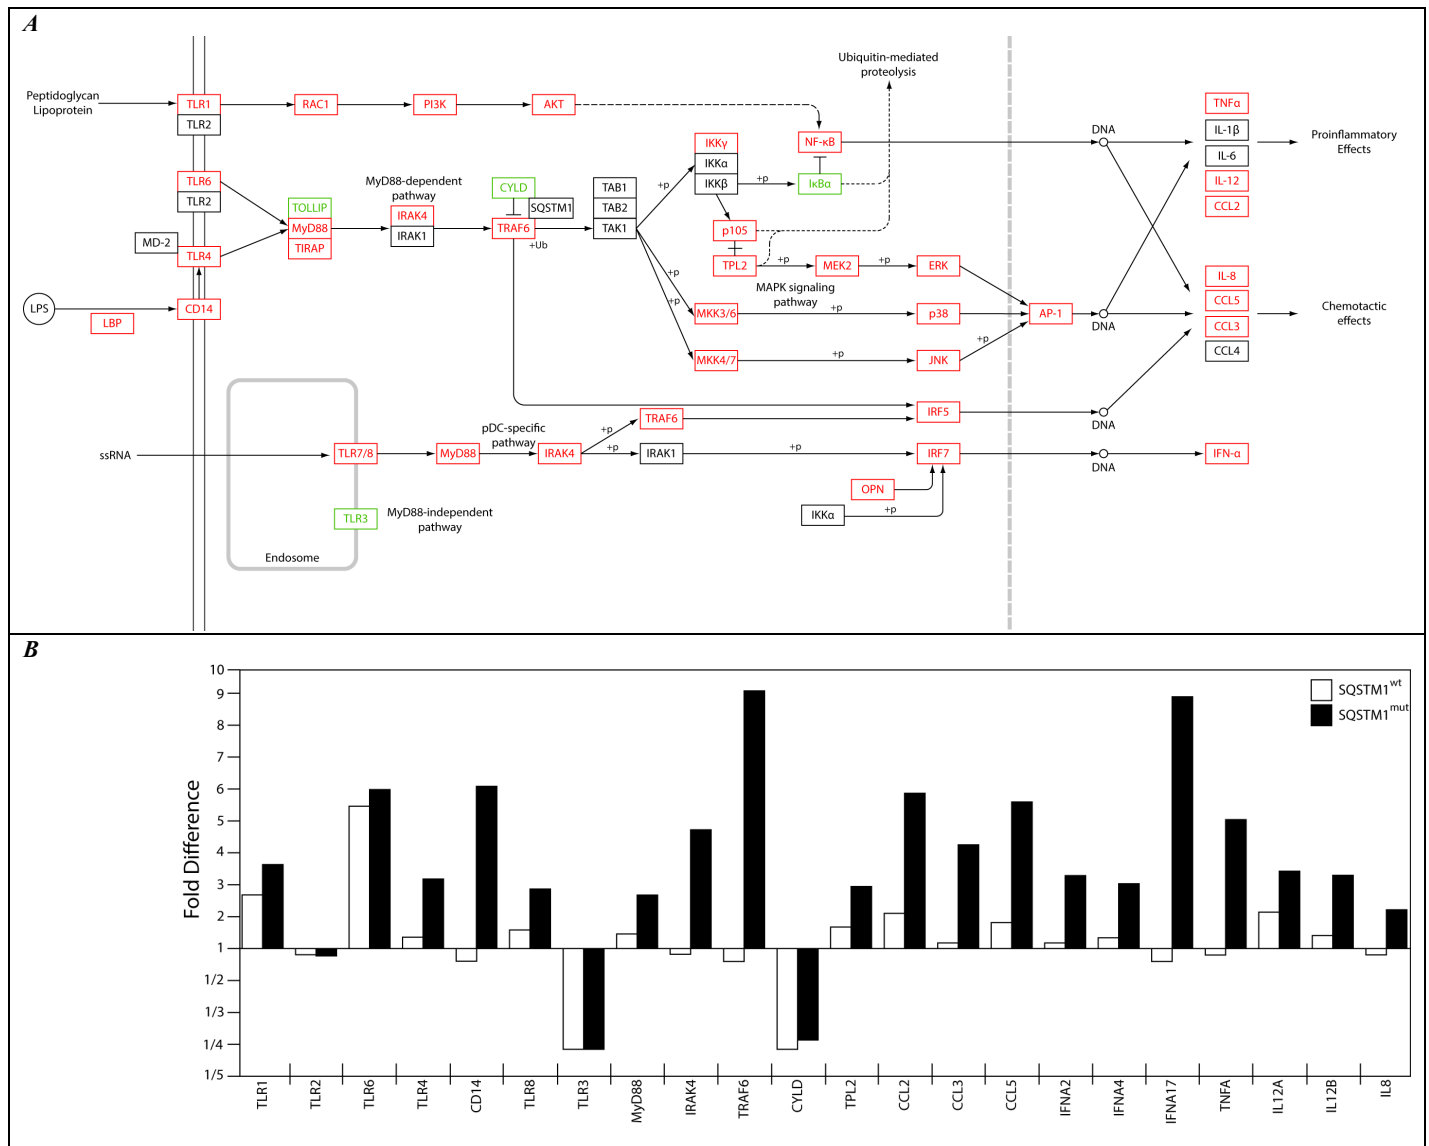 A
Ubiquitin-mediated
proteolysis
Peptidoglycan
Lipoprotein
TLR1
TLR2
RAC1
PI3K
AKT
NF-κB
IκBα
IKKγ
IKKα
IKKβ
+p
+p
DNA
TNFα
IL-1β
IL-6
IL-12
CCL2
Proinflammatory
Effects
TLR6
TLR2
MD-2
TLR4
TOLLIP
MyD88
TIRAP
MyD88-dependent
pathway
IRAK4
IRAK1
CYLD
SQSTM1
TRAF6
+Ub
TAB1
TAB2
TAK1
p105
TPL2
+p
MEK2
+p
ERK
MAPK signaling
pathway
LPS
LBP
CD14
+p
+p
MKK3/6
+p
p38
AP-1
DNA
MKK4/7
+p
JNK
+p
IL-8
CCL5
CCL3
CCL4
Chemotactic
effects
IRF5
DNA
ssRNA
TLR7/8
MyD88
pDC-specific
pathway
IRAK4
+p
TRAF6
+p
IRAK1
+p
IRF7
DNA
IFN-α
OPN
IKKα
+p
TLR3
MyD88-independent
pathway
Endosome
B
SQSTM1wt
SQSTM1mut
Fold Difference
10
9
8
7
6
5
4
3
2
1
1/2
1/3
1/4
1/5
TLR1
TLR2
TLR6
TLR4
CD14
TLR8
TLR3
MyD88
IRAK4
TRAF6
CYLD
TPL2
CCL2
CCL3
CCL5
IFNA2
IFNA4
IFNA17
TNFA
IL12A
IL12B
IL8